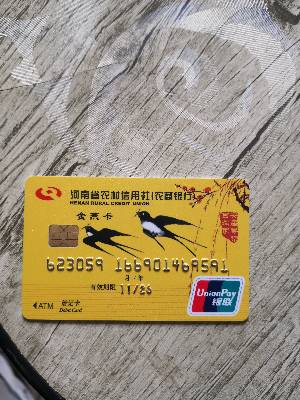 河南省农村信用社(农商银行)
HENAN RURAL CREDIT UNION
金燕卡
623059 166901469591
月/年
有效期限 11/26
ATM 借记卡
Debit Card
UnionPay
银联